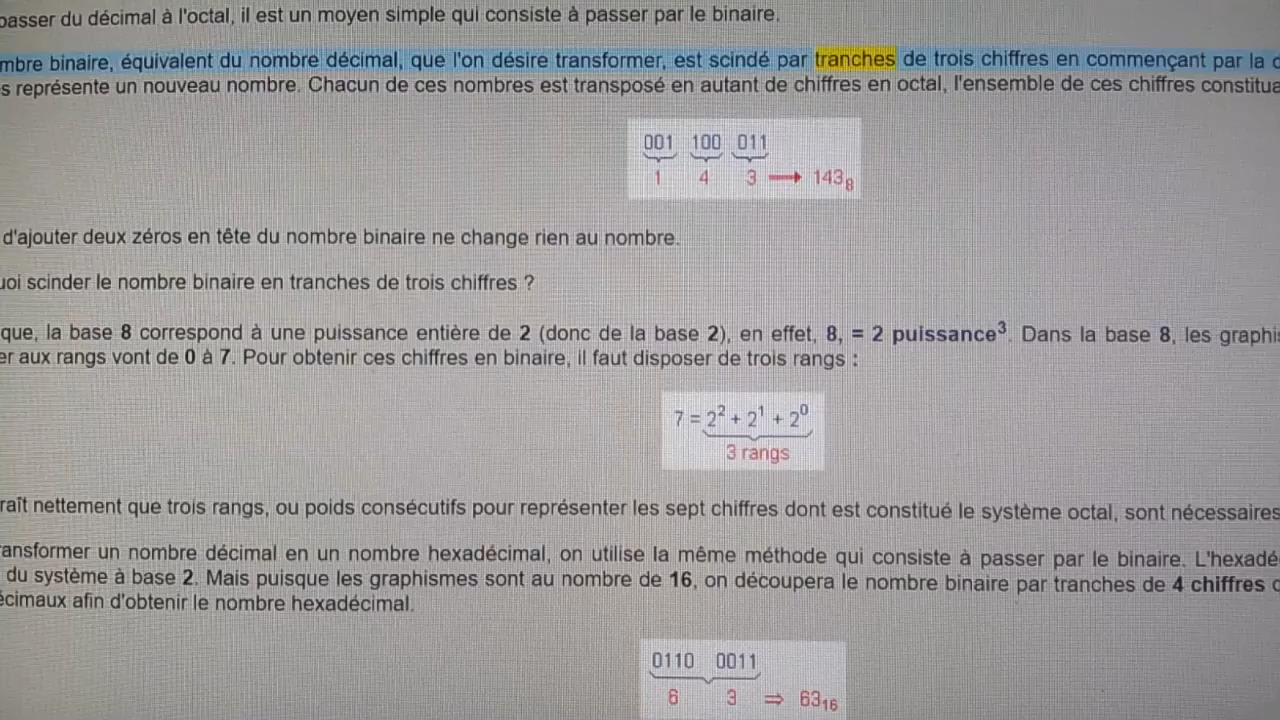 passer du décimal à l'octal, il est un moyen simple qui consiste à passer par le binaire.
mbre binaire, équivalent du nombre décimal, que l'on désire transformer, est scindé par tranches de trois chiffres en commençant par la
s représente un nouveau nombre. Chacun de ces nombres est transposé en autant de chiffres en octal, l'ensemble de ces chiffres constitua
001 100 011
1 4 3 → 143₈
d'ajouter deux zéros en tête du nombre binaire ne change rien au nombre.
uoi scinder le nombre binaire en tranches de trois chiffres ?
que, la base 8 correspond à une puissance entière de 2 (donc de la base 2), en effet, 8, = 2 puissance³. Dans la base 8, les graphis
er aux rangs vont de 0 à 7. Pour obtenir ces chiffres en binaire, il faut disposer de trois rangs :
7 = 2² + 2¹ + 2⁰
3 rangs
raît nettement que trois rangs, ou poids consécutifs pour représenter les sept chiffres dont est constitué le système octal, sont nécessaires
ransformer un nombre décimal en un nombre hexadécimal, on utilise la même méthode qui consiste à passer par le binaire. L'hexadé
du système à base 2. Mais puisque les graphismes sont au nombre de 16, on découpera le nombre binaire par tranches de 4 chiffres
écimaux afin d'obtenir le nombre hexadécimal.
0110 0011
6 3 ⇒ 63₁₆